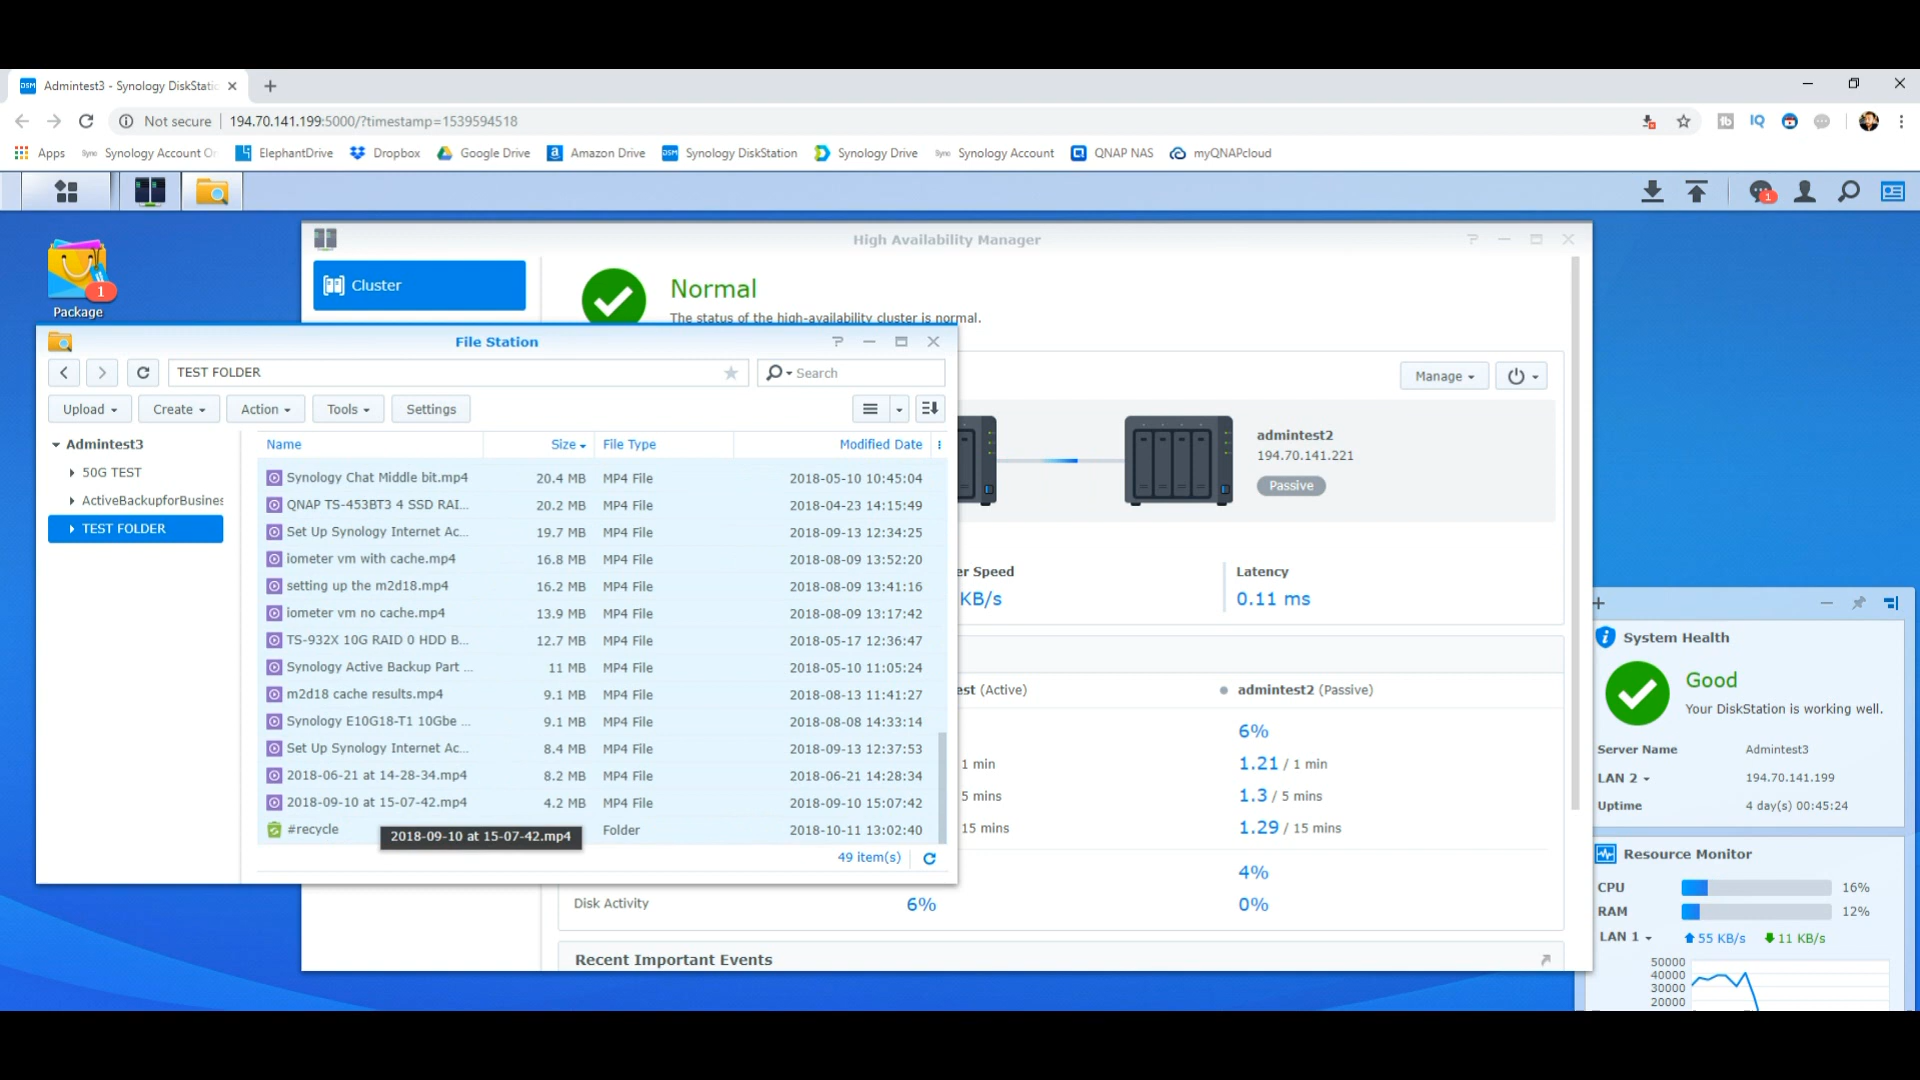 Admintest3 - Synology DiskStatic
Not secure 194.70.141.199:5000/?timestamp=1539594518
Apps Synology Account Or ElephantDrive Dropbox Google Drive Amazon Drive Synology DiskStation Synology Drive Synology Account QNAP NAS myQNAPcloud
1
1
Package
High Availability Manager
Cluster
Normal
The status of the high-availability cluster is normal.
Manage
admintest2
194.70.141.221
Passive
er Speed
KB/s
Latency
0.11 ms
est (Active)
admintest2 (Passive)
6%
1 min
1.21 / 1 min
5 mins
1.3 / 5 mins
15 mins
1.29 / 15 mins
4%
Disk Activity 6% 0%
Recent Important Events
File Station
TEST FOLDER
Search
Upload Create Action Tools Settings
Admintest3
50G TEST
ActiveBackupforBusines
TEST FOLDER
Name Size File Type Modified Date
Synology Chat Middle bit.mp4 20.4 MB MP4 File 2018-05-10 10:45:04
QNAP TS-453BT3 4 SSD RAI... 20.2 MB MP4 File 2018-04-23 14:15:49
Set Up Synology Internet Ac... 19.7 MB MP4 File 2018-09-13 12:34:25
iometer vm with cache.mp4 16.8 MB MP4 File 2018-08-09 13:52:20
setting up the m2d18.mp4 16.2 MB MP4 File 2018-08-09 13:41:16
iometer vm no cache.mp4 13.9 MB MP4 File 2018-08-09 13:17:42
TS-932X 10G RAID 0 HDD B... 12.7 MB MP4 File 2018-05-17 12:36:47
Synology Active Backup Part ... 11 MB MP4 File 2018-05-10 11:05:24
m2d18 cache results.mp4 9.1 MB MP4 File 2018-08-13 11:41:27
Synology E10G18-T1 10Gbe ... 9.1 MB MP4 File 2018-08-08 14:33:14
Set Up Synology Internet Ac... 8.4 MB MP4 File 2018-09-13 12:37:53
2018-06-21 at 14-28-34.mp4 8.2 MB MP4 File 2018-06-21 14:28:34
2018-09-10 at 15-07-42.mp4 4.2 MB MP4 File 2018-09-10 15:07:42
#recycle Folder 2018-10-11 13:02:40
2018-09-10 at 15-07-42.mp4
49 item(s)
System Health
Good
Your DiskStation is working well.
Server Name Admintest3
LAN 2 194.70.141.199
Uptime 4 day(s) 00:45:24
Resource Monitor
CPU 16%
RAM 12%
LAN 1 55 KB/s 11 KB/s
50000
40000
30000
20000